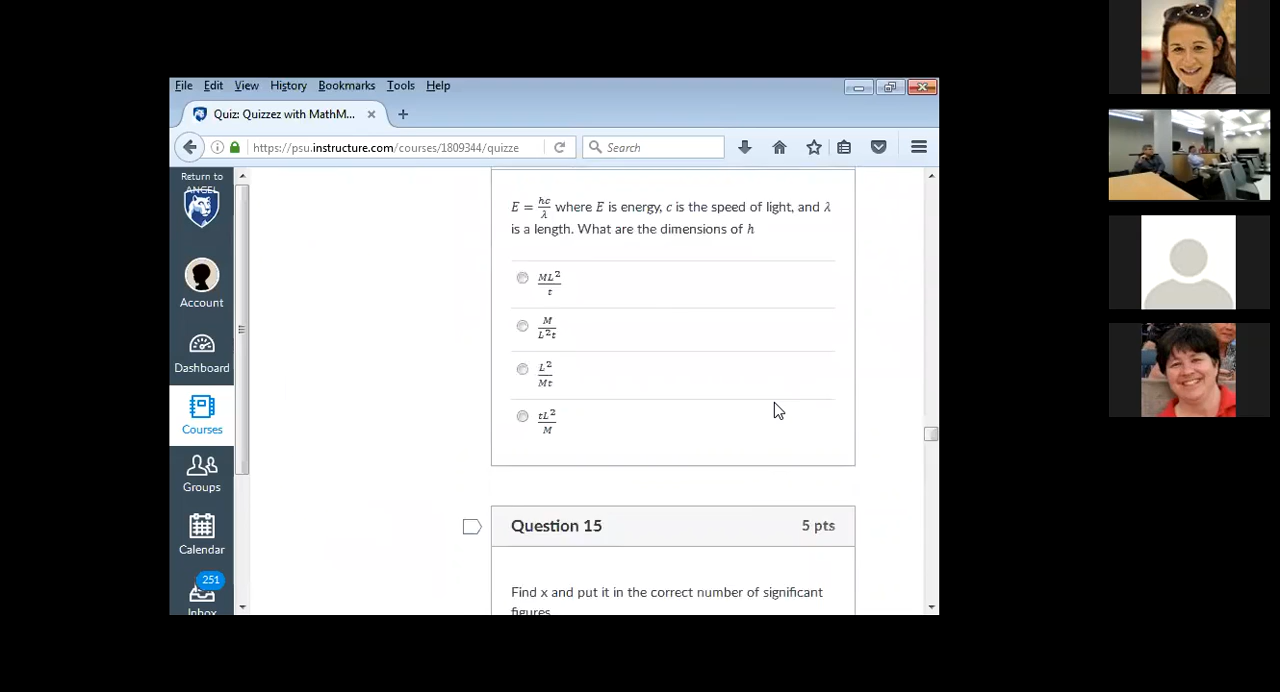 File Edit View History Bookmarks Tools Help
Quiz: Quizzez with MathM...
https://psu.instructure.com/courses/1809344/quizze
Search
Return to
ANGEL
Account
Dashboard
Courses
Groups
Calendar
251
Inbox
E = hc/λ where E is energy, c is the speed of light, and λ
is a length. What are the dimensions of h
ML²/t
M/L²t
L²/Mt
tL²/M
Question 15 5 pts
Find x and put it in the correct number of significant
figures